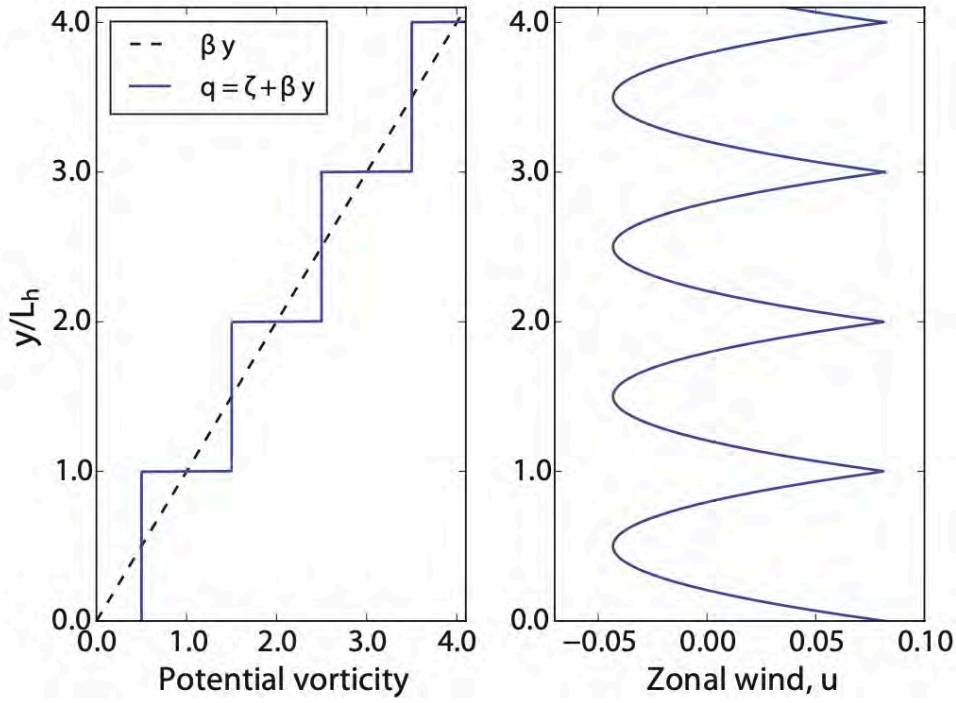 4.0
3.0
2.0
1.0
0.0
y/Lₕ
β y
q = ζ + β y
0.0 1.0 2.0 3.0 4.0
Potential vorticity
4.0
3.0
2.0
1.0
0.0
−0.05 0.00 0.05 0.10
Zonal wind, u